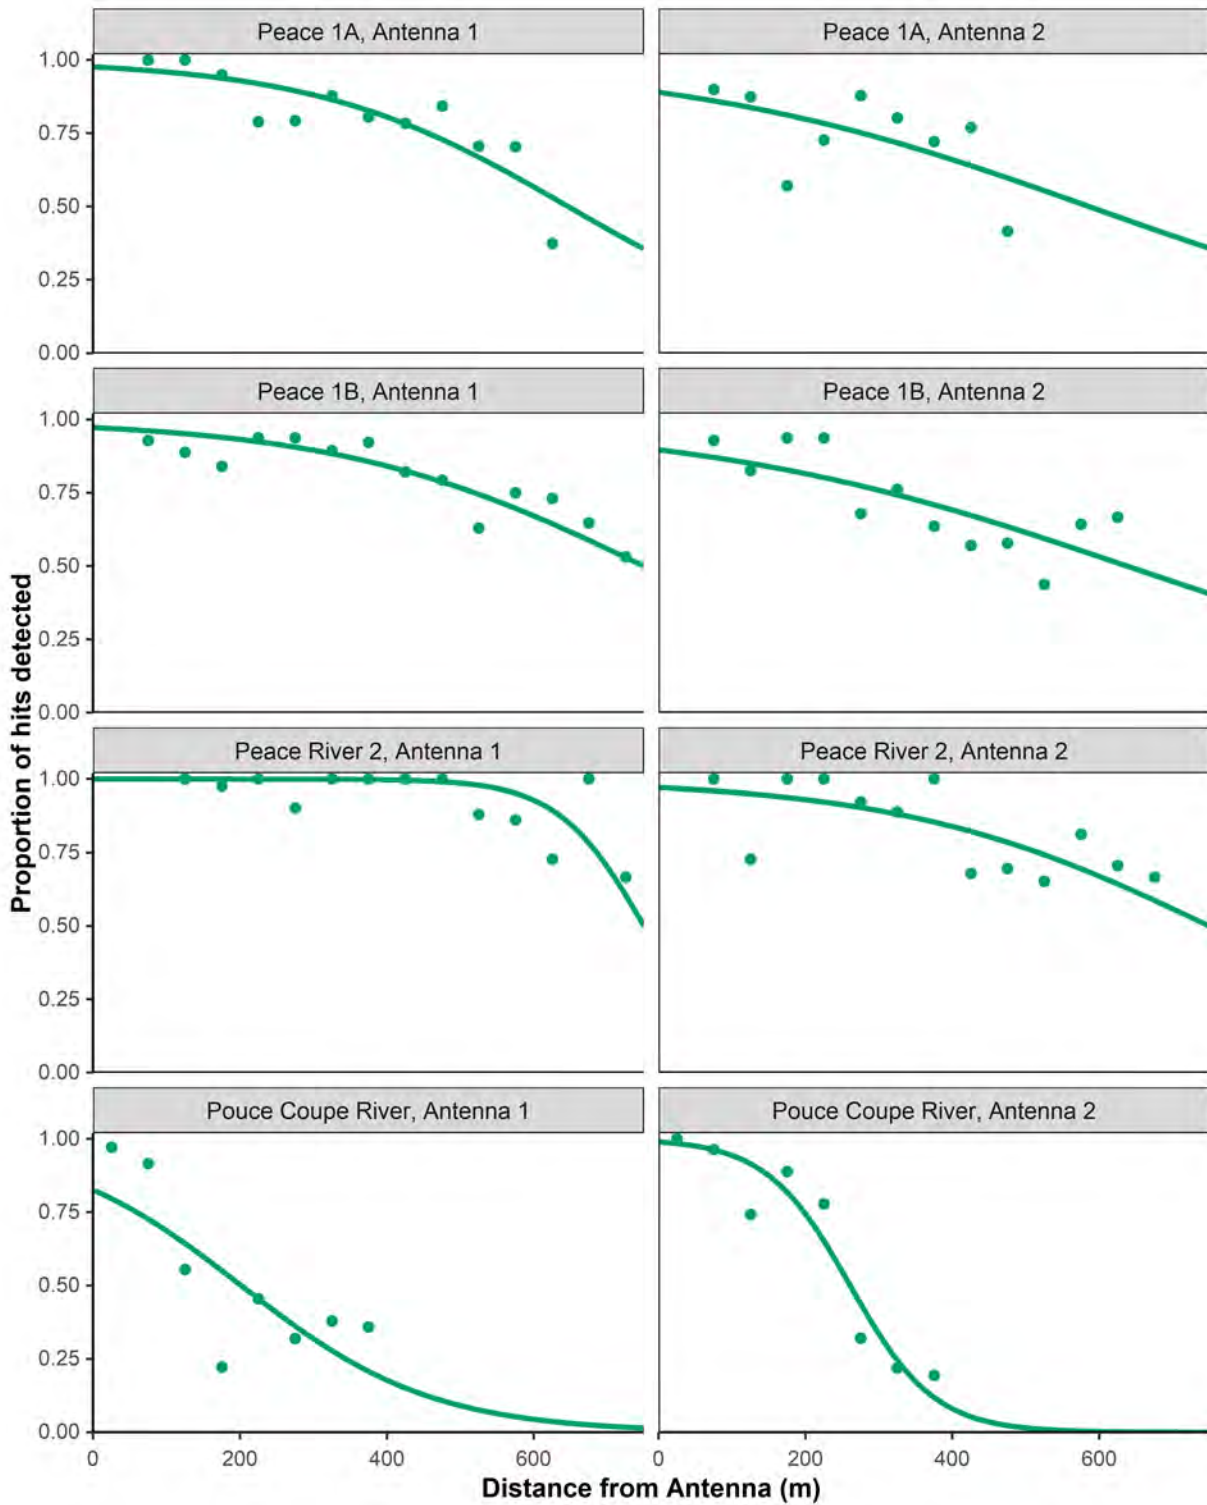 Peace 1A, Antenna 1
Peace 1A, Antenna 2
1.00
0.75
0.50
0.25
0.00
Peace 1B, Antenna 1
Peace 1B, Antenna 2
1.00
0.75
0.50
0.25
0.00
Proportion of hits detected
Peace River 2, Antenna 1
Peace River 2, Antenna 2
1.00
0.75
0.50
0.25
0.00
Pouce Coupe River, Antenna 1
Pouce Coupe River, Antenna 2
1.00
0.75
0.50
0.25
0.00
0 200 400 600 0 200 400 600
Distance from Antenna (m)